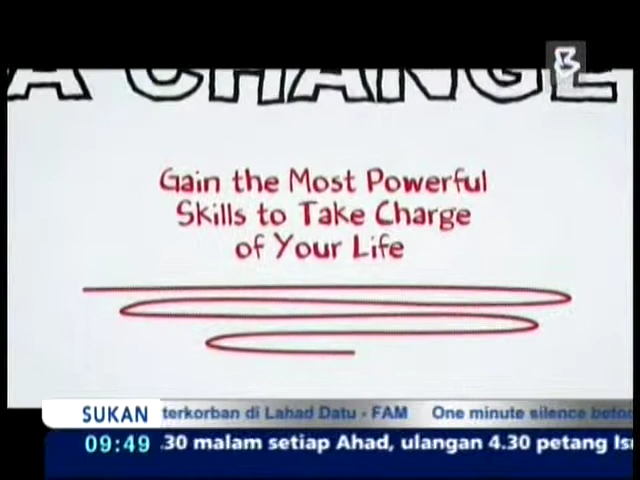 A CHANGE
Gain the Most Powerful
Skills to Take Charge
of Your Life
SUKAN terkorban di Lahad Datu - FAM One minute silence
09:49 .30 malam setiap Ahad, ulangan 4.30 petang